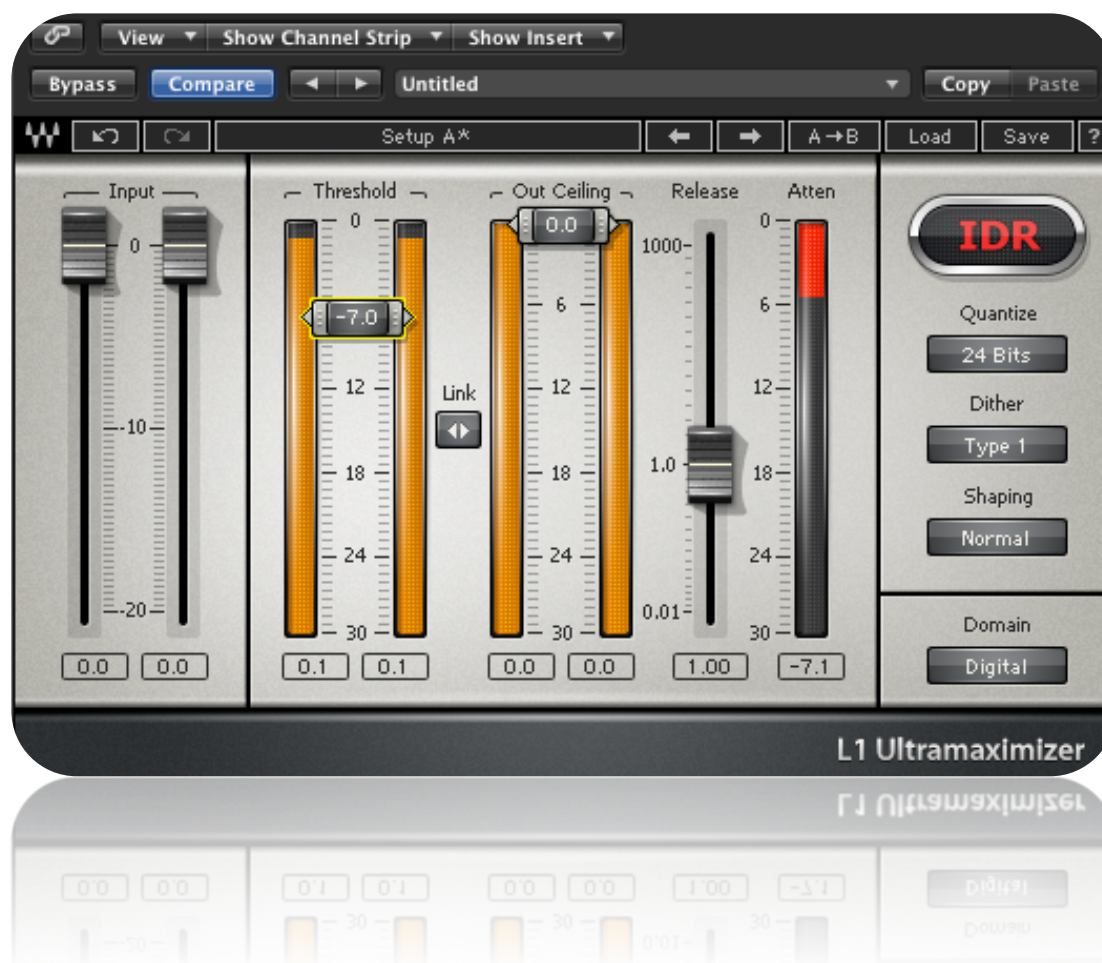 View Show Channel Strip Show Insert
Bypass Compare Untitled Copy Paste
Setup A* A→B Load Save ?
Input Threshold Out Ceiling Release Atten
IDR
0 0 0.0 1000 0
-7.0 6 6
Quantize
24 Bits
12 12 12
Link
Dither
-10
Type 1
18 18 1.0 18
Shaping
Normal
24 24 24
-20 0.01
30 30 30
Domain
0.0 0.0 0.1 0.1 0.0 0.0 1.00 -7.1
Digital
L1 Ultramaximizer